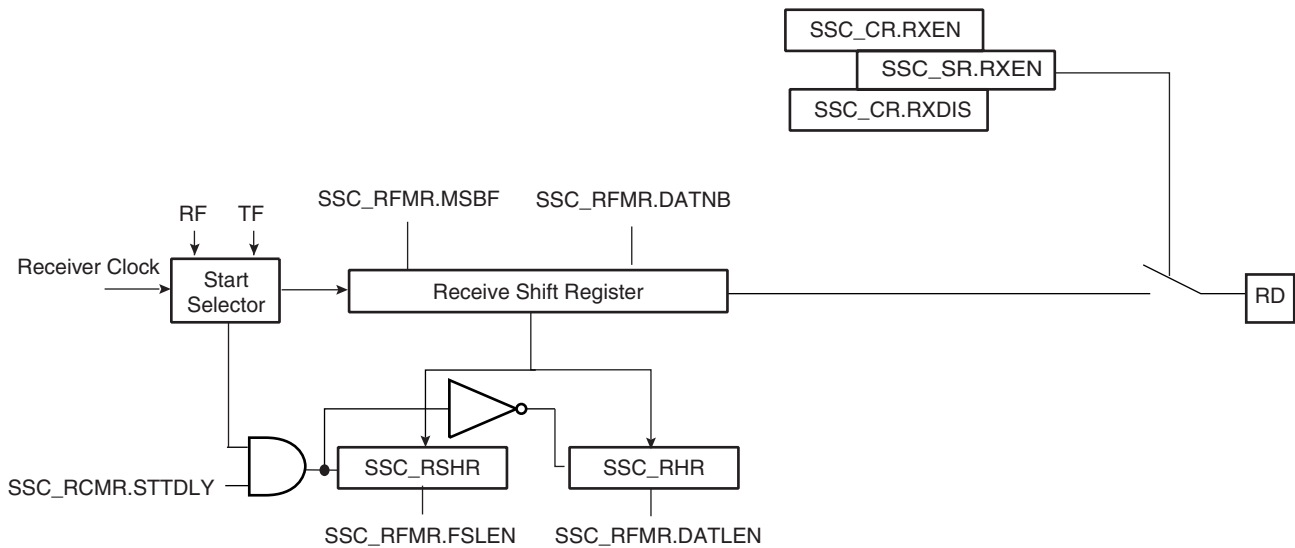 SSC_CR.RXEN
SSC_SR.RXEN
SSC_CR.RXDIS
SSC_RFMR.MSBF
SSC_RFMR.DATNB
RF
TF
Receiver Clock
Start
Selector
Receive Shift Register
RD
SSC_RSHR
SSC_RHR
SSC_RCMR.STTDLY
SSC_RFMR.FSLEN
SSC_RFMR.DATLEN